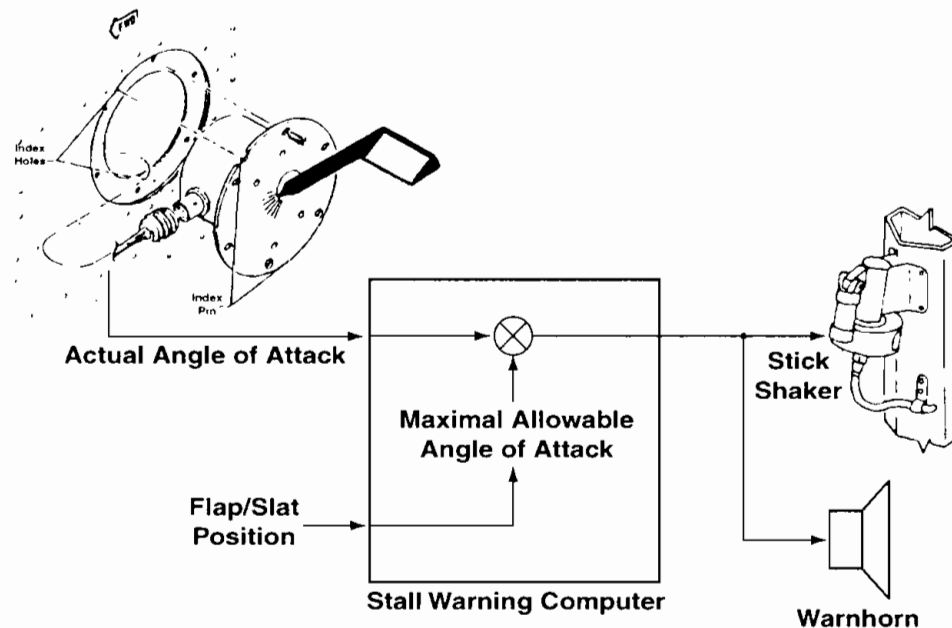 FWD
Index
Holes
Index
Pin
Actual Angle of Attack
Stick
Shaker
Maximal Allowable
Angle of Attack
Flap/Slat
Position
Stall Warning Computer
Warnhorn